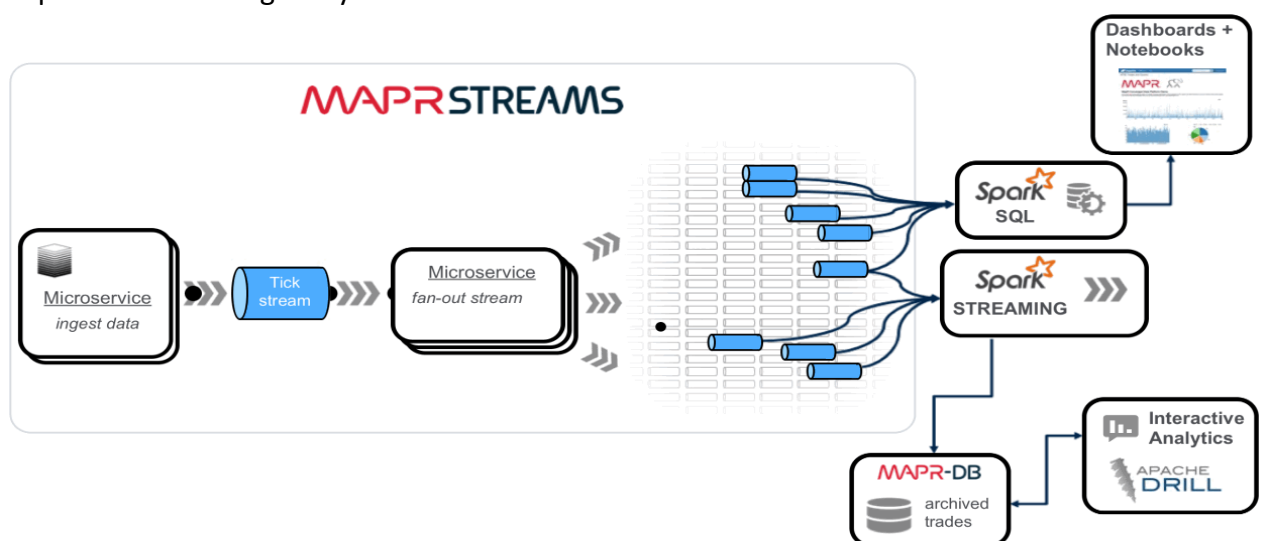 Dashboards +
Notebooks
MAPR
MAPR STREAMS
Spark
SQL
Microservice
ingest data
Tick
stream
Microservice
fan-out stream
Spark
STREAMING
Interactive
Analytics
APACHE
DRILL
MAPR-DB
archived
trades